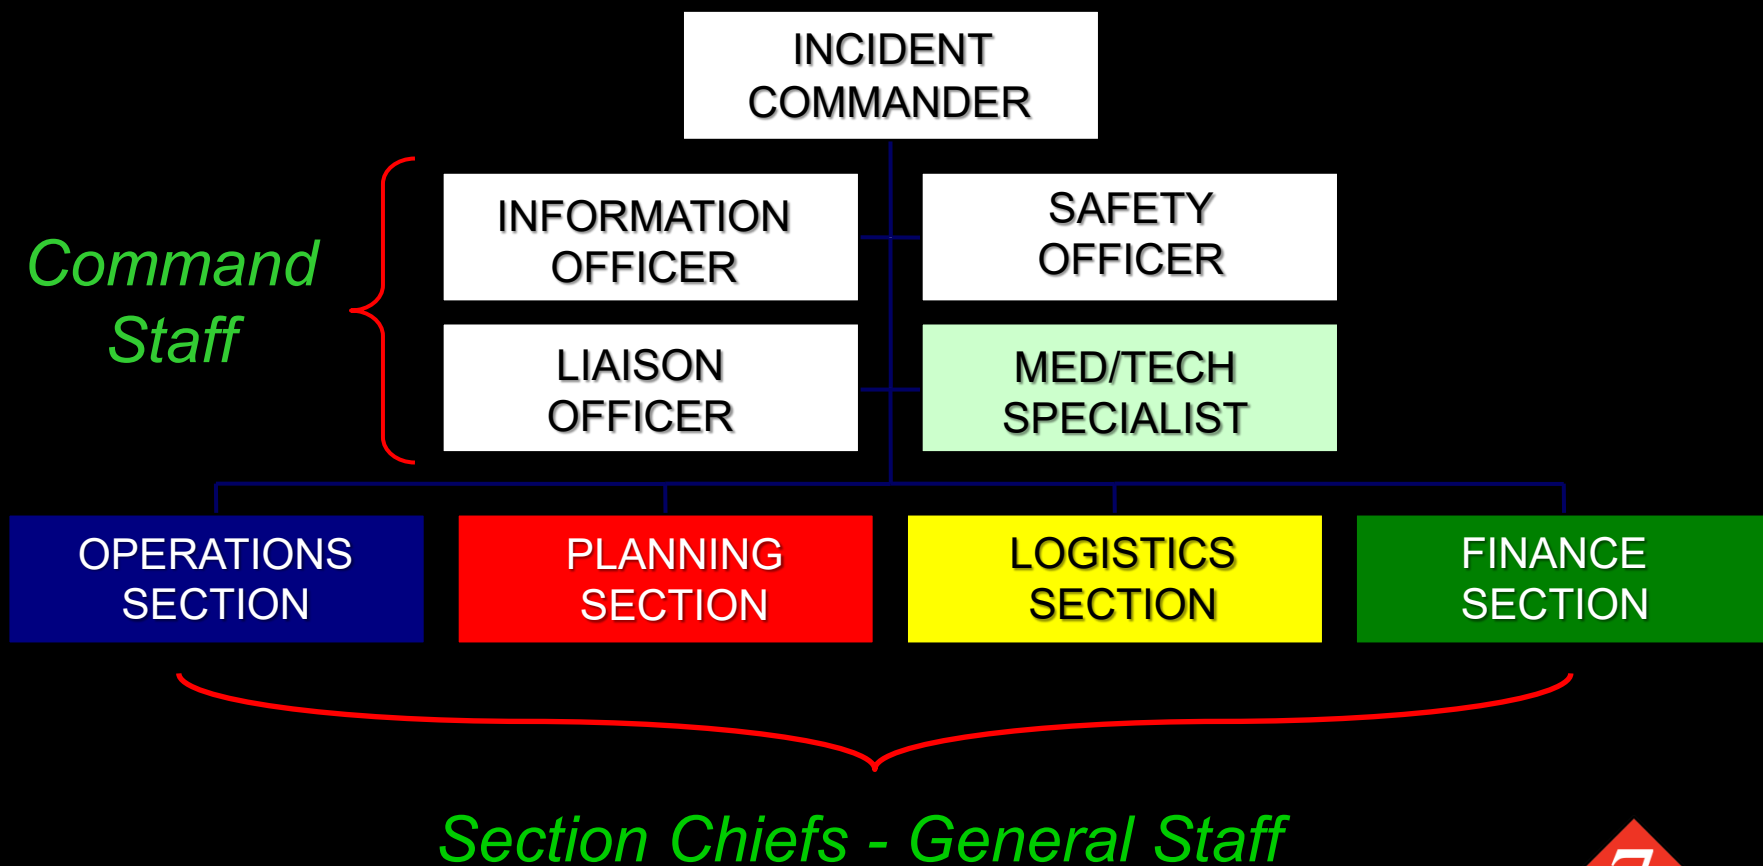 INCIDENT
COMMANDER
INFORMATION
OFFICER
SAFETY
OFFICER
Command
Staff
LIAISON
OFFICER
MED/TECH
SPECIALIST
OPERATIONS
SECTION
PLANNING
SECTION
LOGISTICS
SECTION
FINANCE
SECTION
Section Chiefs - General Staff
7